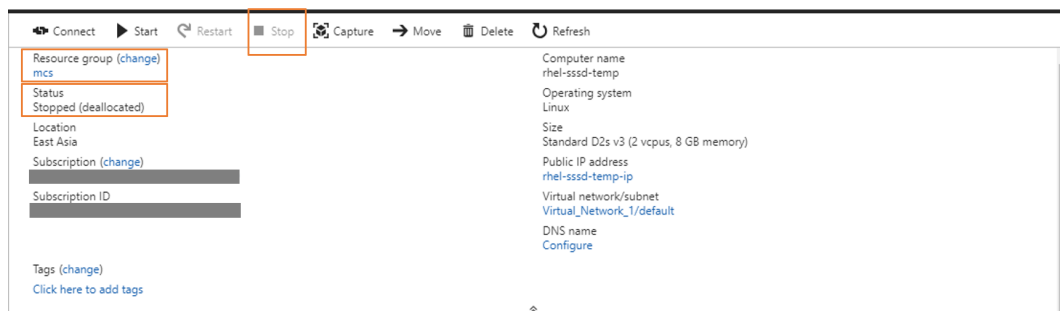 Connect Start Restart Stop Capture Move Delete Refresh
Resource group (change)
mcs
Status
Stopped (deallocated)
Location
East Asia
Subscription (change)
Subscription ID
Tags (change)
Click here to add tags
Computer name
rhel-sssd-temp
Operating system
Linux
Size
Standard D2s v3 (2 vcpus, 8 GB memory)
Public IP address
rhel-sssd-temp-ip
Virtual network/subnet
Virtual_Network_1/default
DNS name
Configure